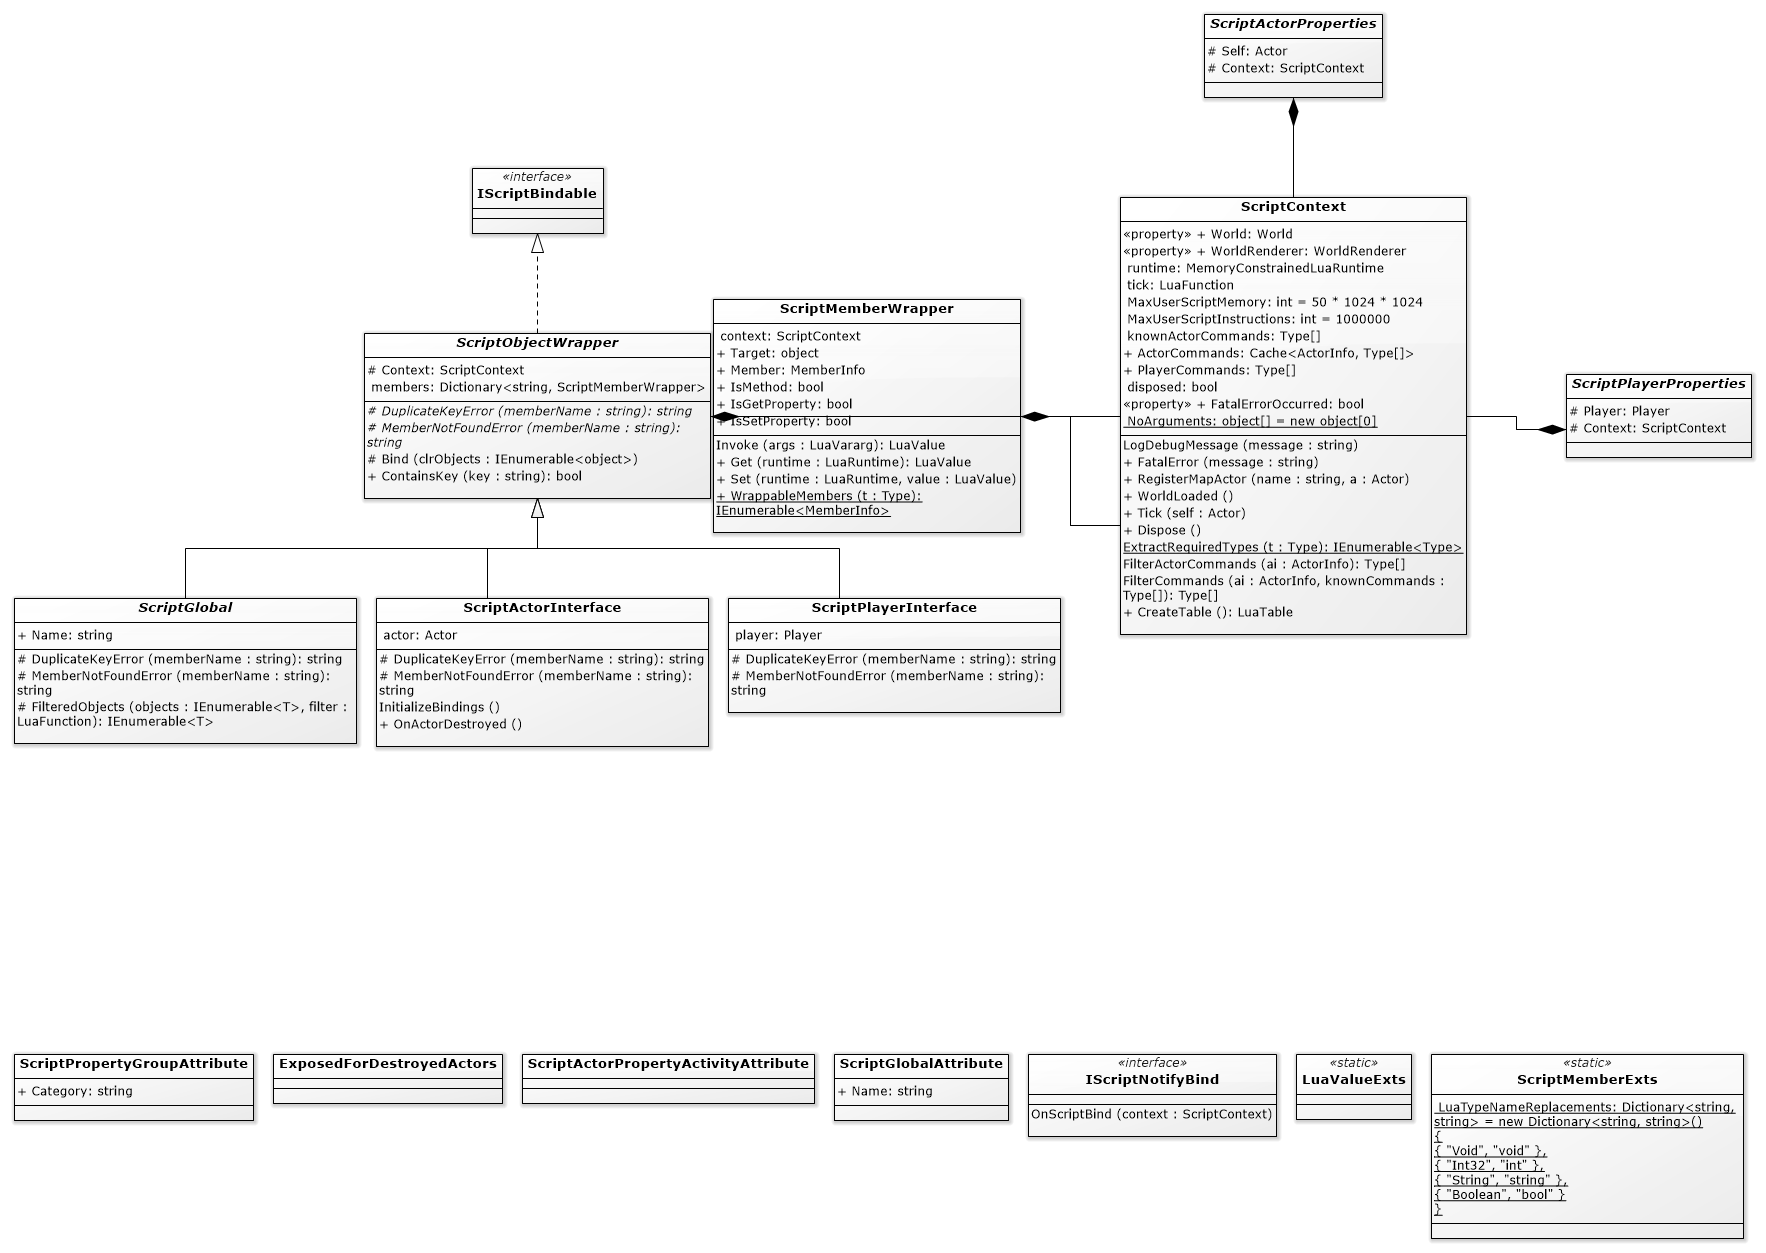 ScriptActorProperties
# Self: Actor
# Context: ScriptContext
«interface»
IScriptBindable
ScriptObjectWrapper
# Context: ScriptContext
members: Dictionary<string, ScriptMemberWrapper>
# DuplicateKeyError (memberName : string): string
# MemberNotFoundError (memberName : string):
string
# Bind (clrObjects : IEnumerable<object>)
+ ContainsKey (key : string): bool
ScriptMemberWrapper
context: ScriptContext
+ Target: object
+ Member: MemberInfo
+ IsMethod: bool
+ IsGetProperty: bool
+ IsSetProperty: bool
Invoke (args : LuaVararg): LuaValue
+ Get (runtime : LuaRuntime): LuaValue
+ Set (runtime : LuaRuntime, value : LuaValue)
+ WrappableMembers (t : Type):
IEnumerable<MemberInfo>
ScriptContext
«property» + World: World
«property» + WorldRenderer: WorldRenderer
runtime: MemoryConstrainedLuaRuntime
tick: LuaFunction
MaxUserScriptMemory: int = 50 * 1024 * 1024
MaxUserScriptInstructions: int = 1000000
knownActorCommands: Type[]
+ ActorCommands: Cache<ActorInfo, Type[]>
+ PlayerCommands: Type[]
disposed: bool
«property» + FatalErrorOccurred: bool
NoArguments: object[] = new object[0]
LogDebugMessage (message : string)
+ FatalError (message : string)
+ RegisterMapActor (name : string, a : Actor)
+ WorldLoaded ()
+ Tick (self : Actor)
+ Dispose ()
ExtractRequiredTypes (t : Type): IEnumerable<Type>
FilterActorCommands (ai : ActorInfo): Type[]
FilterCommands (ai : ActorInfo, knownCommands :
Type[]): Type[]
+ CreateTable (): LuaTable
ScriptPlayerProperties
# Player: Player
# Context: ScriptContext
ScriptGlobal
+ Name: string
# DuplicateKeyError (memberName : string): string
# MemberNotFoundError (memberName : string):
string
# FilteredObjects (objects : IEnumerable<T>, filter :
LuaFunction): IEnumerable<T>
ScriptActorInterface
actor: Actor
# DuplicateKeyError (memberName : string): string
# MemberNotFoundError (memberName : string):
string
InitializeBindings ()
+ OnActorDestroyed ()
ScriptPlayerInterface
player: Player
# DuplicateKeyError (memberName : string): string
# MemberNotFoundError (memberName : string):
string
ScriptPropertyGroupAttribute
+ Category: string
ExposedForDestroyedActors
ScriptActorPropertyActivityAttribute
ScriptGlobalAttribute
+ Name: string
«interface»
IScriptNotifyBind
OnScriptBind (context : ScriptContext)
«static»
LuaValueExts
«static»
ScriptMemberExts
LuaTypeNameReplacements: Dictionary<string,
string> = new Dictionary<string, string>()
{
{ "Void", "void" },
{ "Int32", "int" },
{ "String", "string" },
{ "Boolean", "bool" }
}